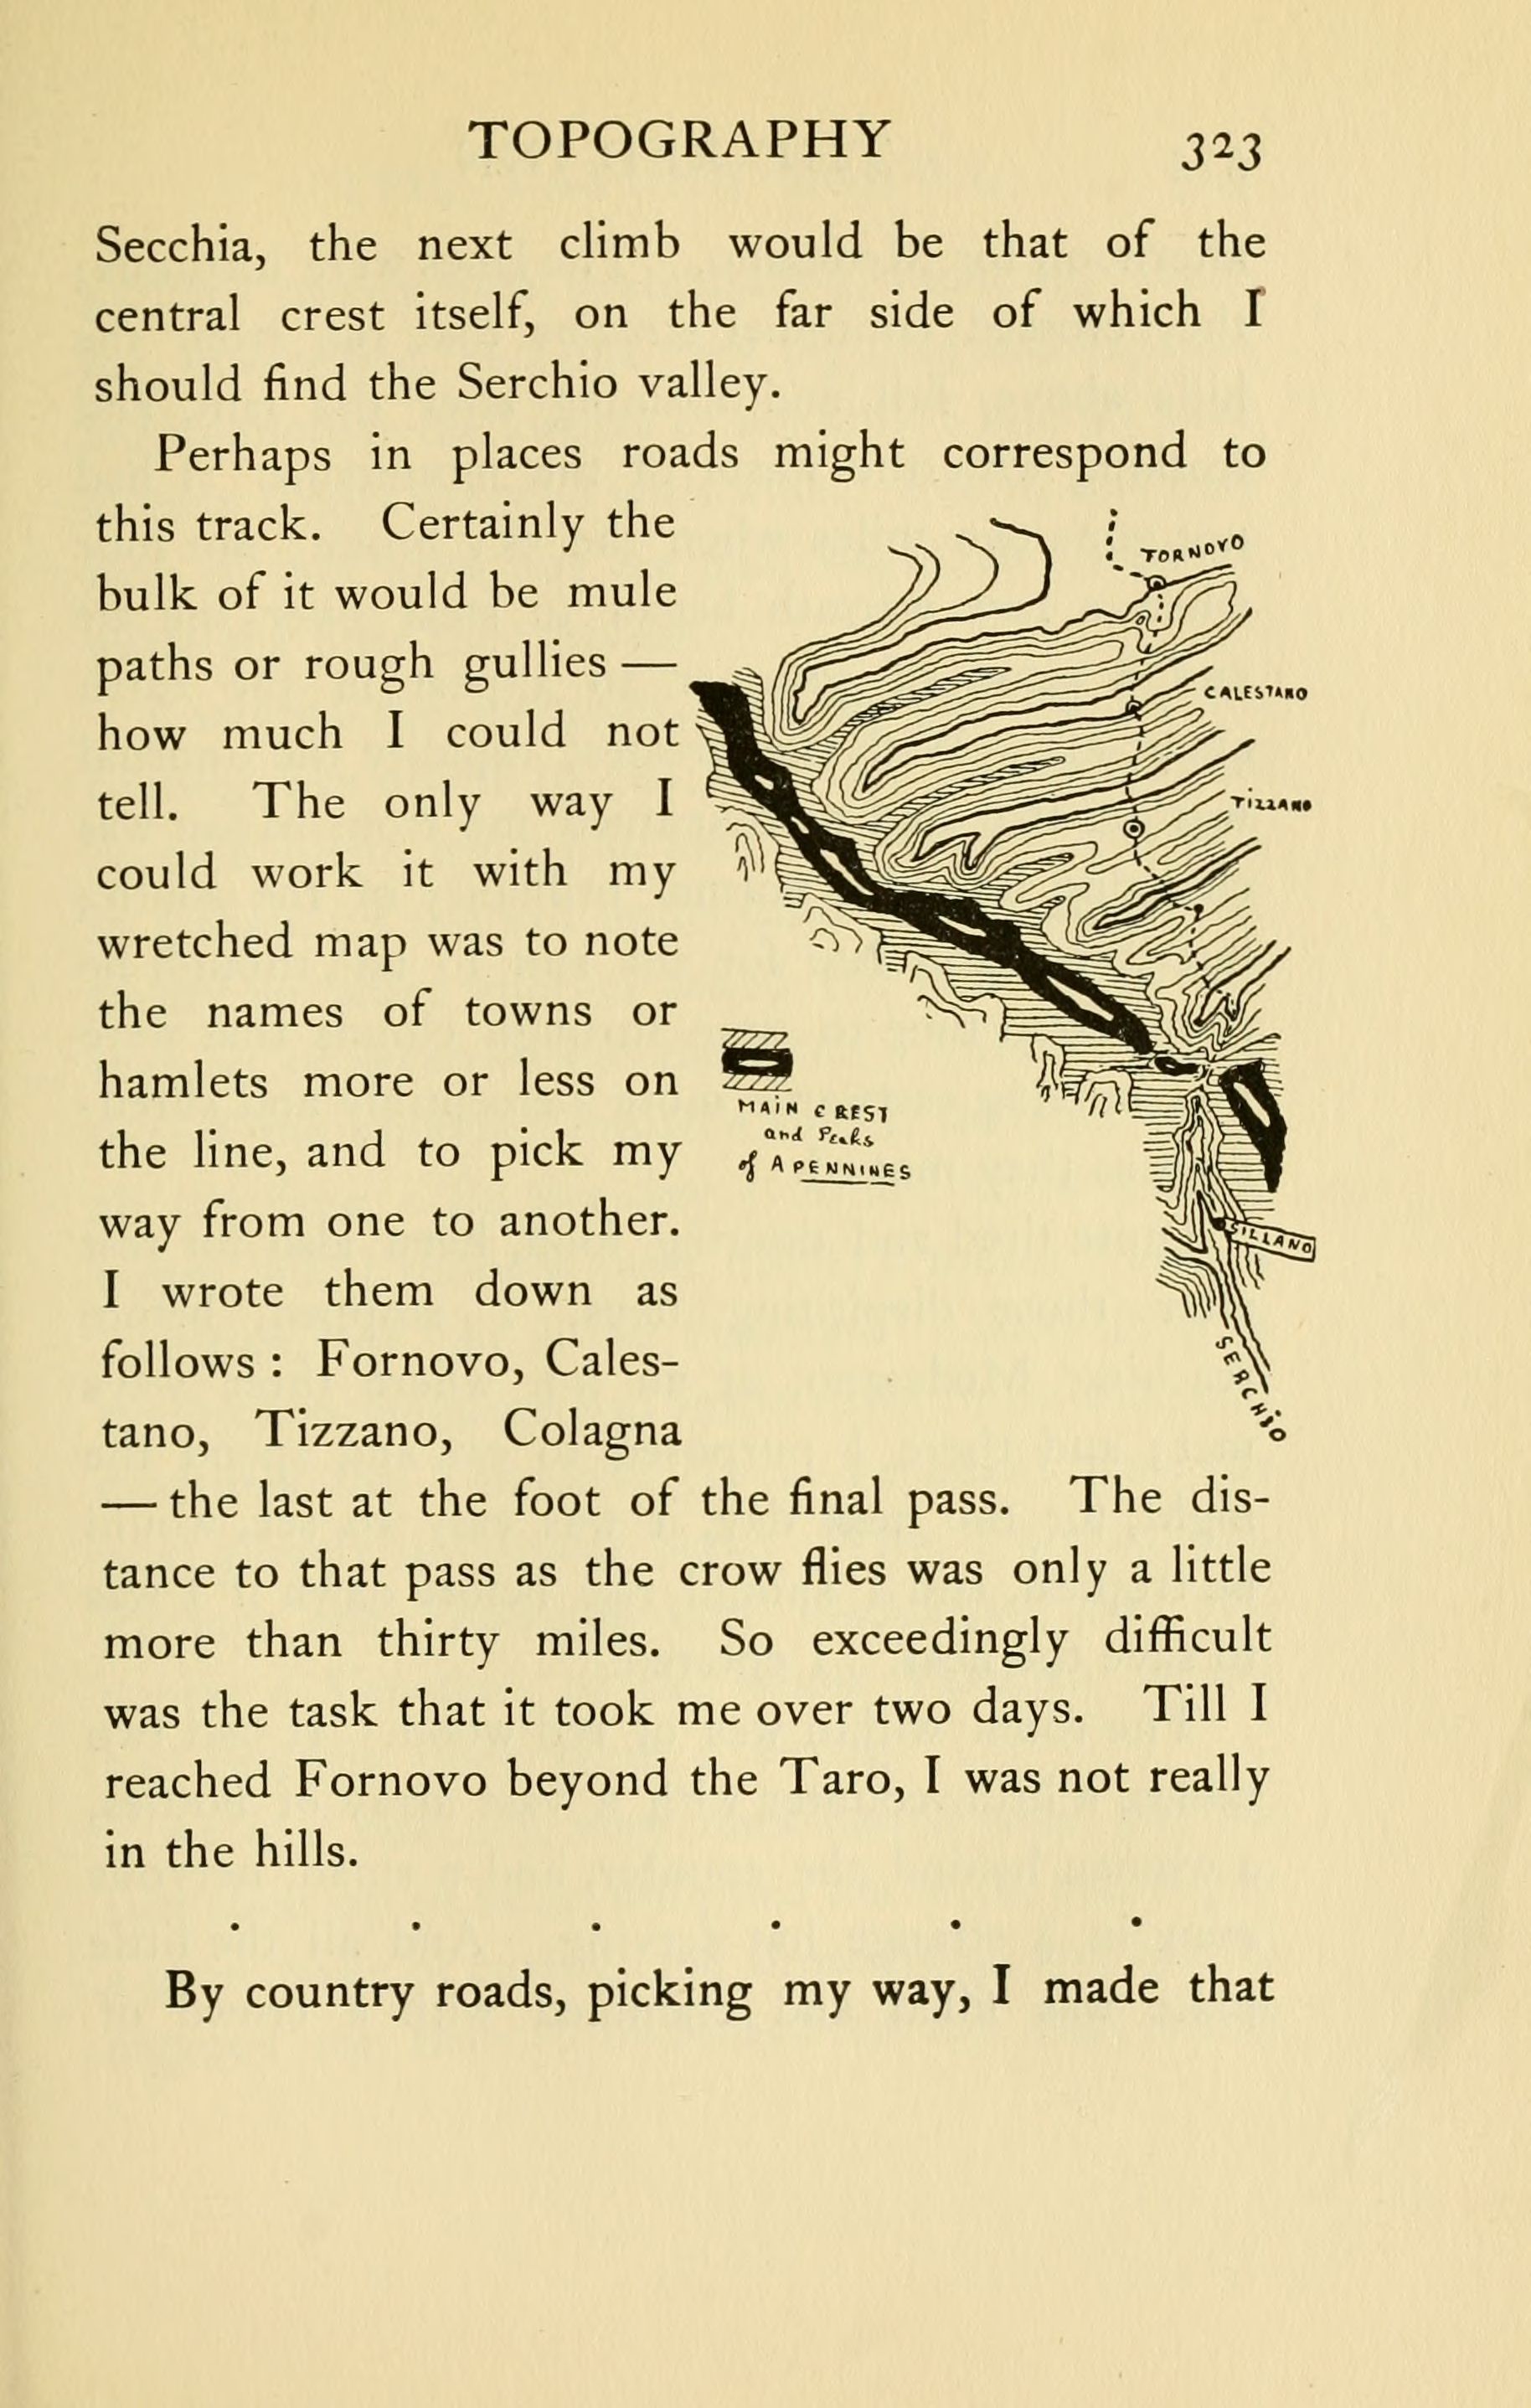 TOPOGRAPHY 323
Secchia, the next climb would be that of the
central crest itself, on the far side of which I
should find the Serchio valley.
Perhaps in places roads might correspond to
this track. Certainly the
bulk of it would be mule
paths or rough gullies —
how much I could not
tell. The only way I
could work it with my
wretched map was to note
the names of towns or
hamlets more or less on
the line, and to pick my
way from one to another.
I wrote them down as
follows : Fornovo, Cales-
tano, Tizzano, Colagna
FORNOVO
CALESTANO
TIZZANO
MAIN CREST
and Peaks
of APENNINES
SILLANO
SERCHIO
— the last at the foot of the final pass. The dis-
tance to that pass as the crow flies was only a little
more than thirty miles. So exceedingly difficult
was the task that it took me over two days. Till I
reached Fornovo beyond the Taro, I was not really
in the hills.
. . . . . .
By country roads, picking my way, I made that